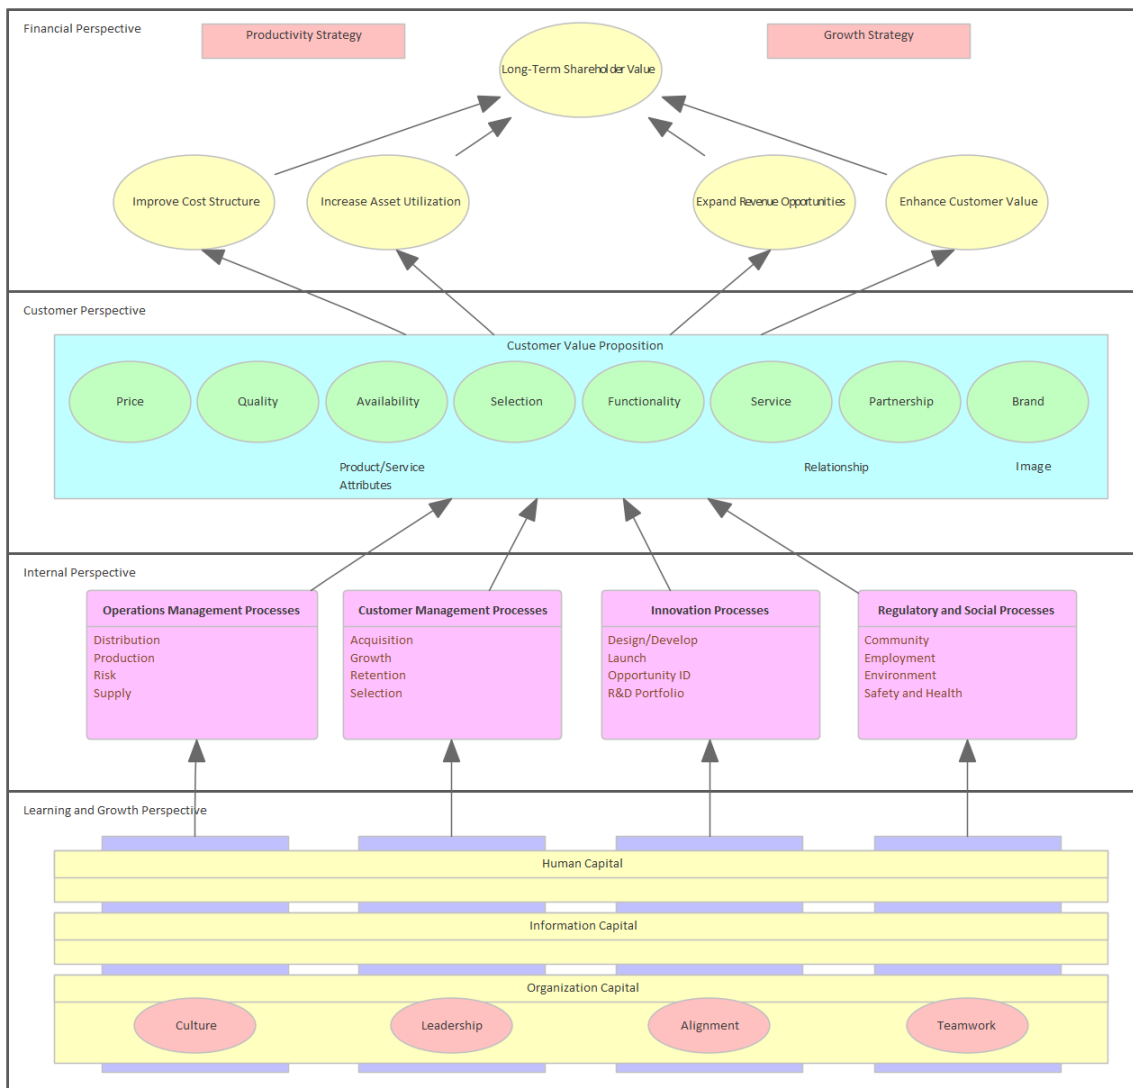 Financial Perspective
Productivity Strategy
Growth Strategy
Long-Term Shareholder Value
Improve Cost Structure
Increase Asset Utilization
Expand Revenue Opportunities
Enhance Customer Value
Customer Perspective
Customer Value Proposition
Price
Quality
Availability
Selection
Functionality
Service
Partnership
Brand
Product/Service
Attributes
Relationship
Image
Internal Perspective
Operations Management Processes
Distribution
Production
Risk
Supply
Customer Management Processes
Acquisition
Growth
Retention
Selection
Innovation Processes
Design/Develop
Launch
Opportunity ID
R&D Portfolio
Regulatory and Social Processes
Community
Employment
Environment
Safety and Health
Learning and Growth Perspective
Human Capital
Information Capital
Organization Capital
Culture
Leadership
Alignment
Teamwork